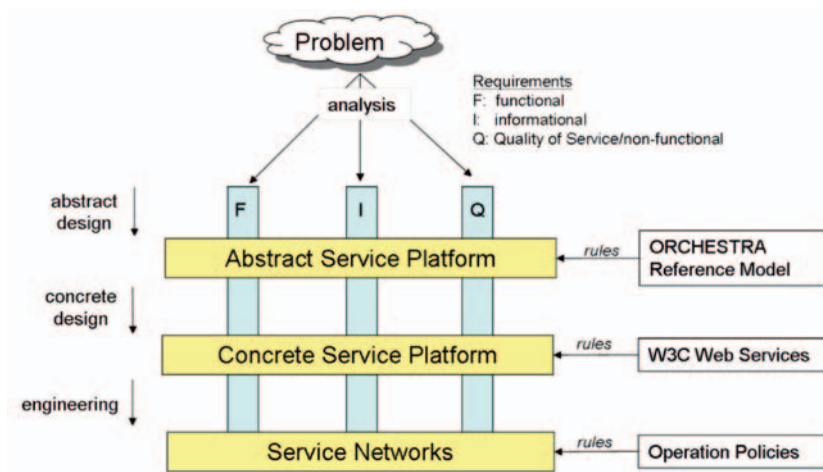 Problem
analysis
Requirements
F: functional
I: informational
Q: Quality of Service/non-functional
abstract
design
F
I
Q
Abstract Service Platform
rules
ORCHESTRA
Reference Model
concrete
design
Concrete Service Platform
rules
W3C Web Services
engineering
Service Networks
rules
Operation Policies